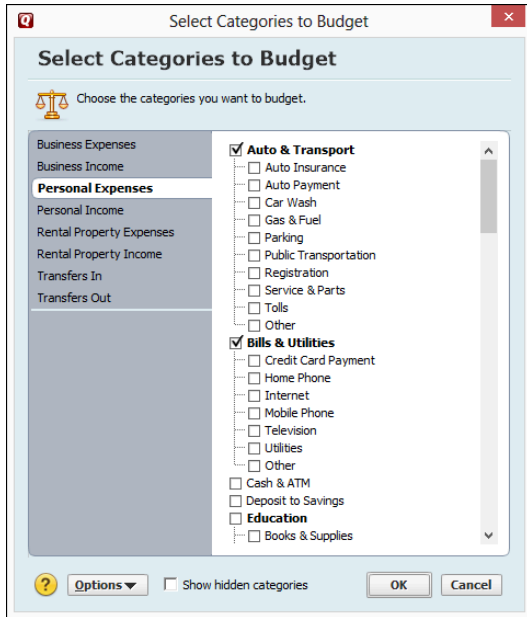 Select Categories to Budget
Select Categories to Budget
Choose the categories you want to budget.
Business Expenses
Business Income
Personal Expenses
Personal Income
Rental Property Expenses
Rental Property Income
Transfers In
Transfers Out
Auto & Transport
Auto Insurance
Auto Payment
Car Wash
Gas & Fuel
Parking
Public Transportation
Registration
Service & Parts
Tolls
Other
Bills & Utilities
Credit Card Payment
Home Phone
Internet
Mobile Phone
Television
Utilities
Other
Cash & ATM
Deposit to Savings
Education
Books & Supplies
? Options Show hidden categories OK Cancel